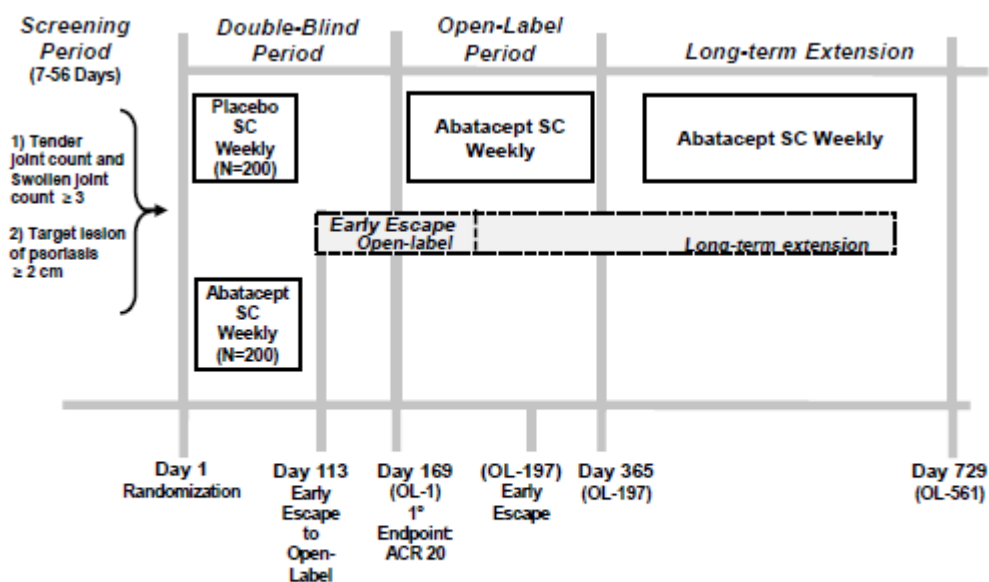 Screening
Period
(7-56 Days)
Double-Blind
Period
Open-Label
Period
Long-term Extension
1) Tender
joint count and
Swollen joint
count ≥ 3
2) Target lesion
of psoriasis
≥ 2 cm
Placebo
SC
Weekly
(N=200)
Abatacept SC
Weekly
Abatacept SC Weekly
Early Escape
Open-label
Long-term extension
Abatacept
SC
Weekly
(N=200)
Day 1
Randomization
Day 113
Early
Escape
to
Open-
Label
Day 169
(OL-1)
1°
Endpoint:
ACR 20
(OL-197)
Early
Escape
Day 365
(OL-197)
Day 729
(OL-561)